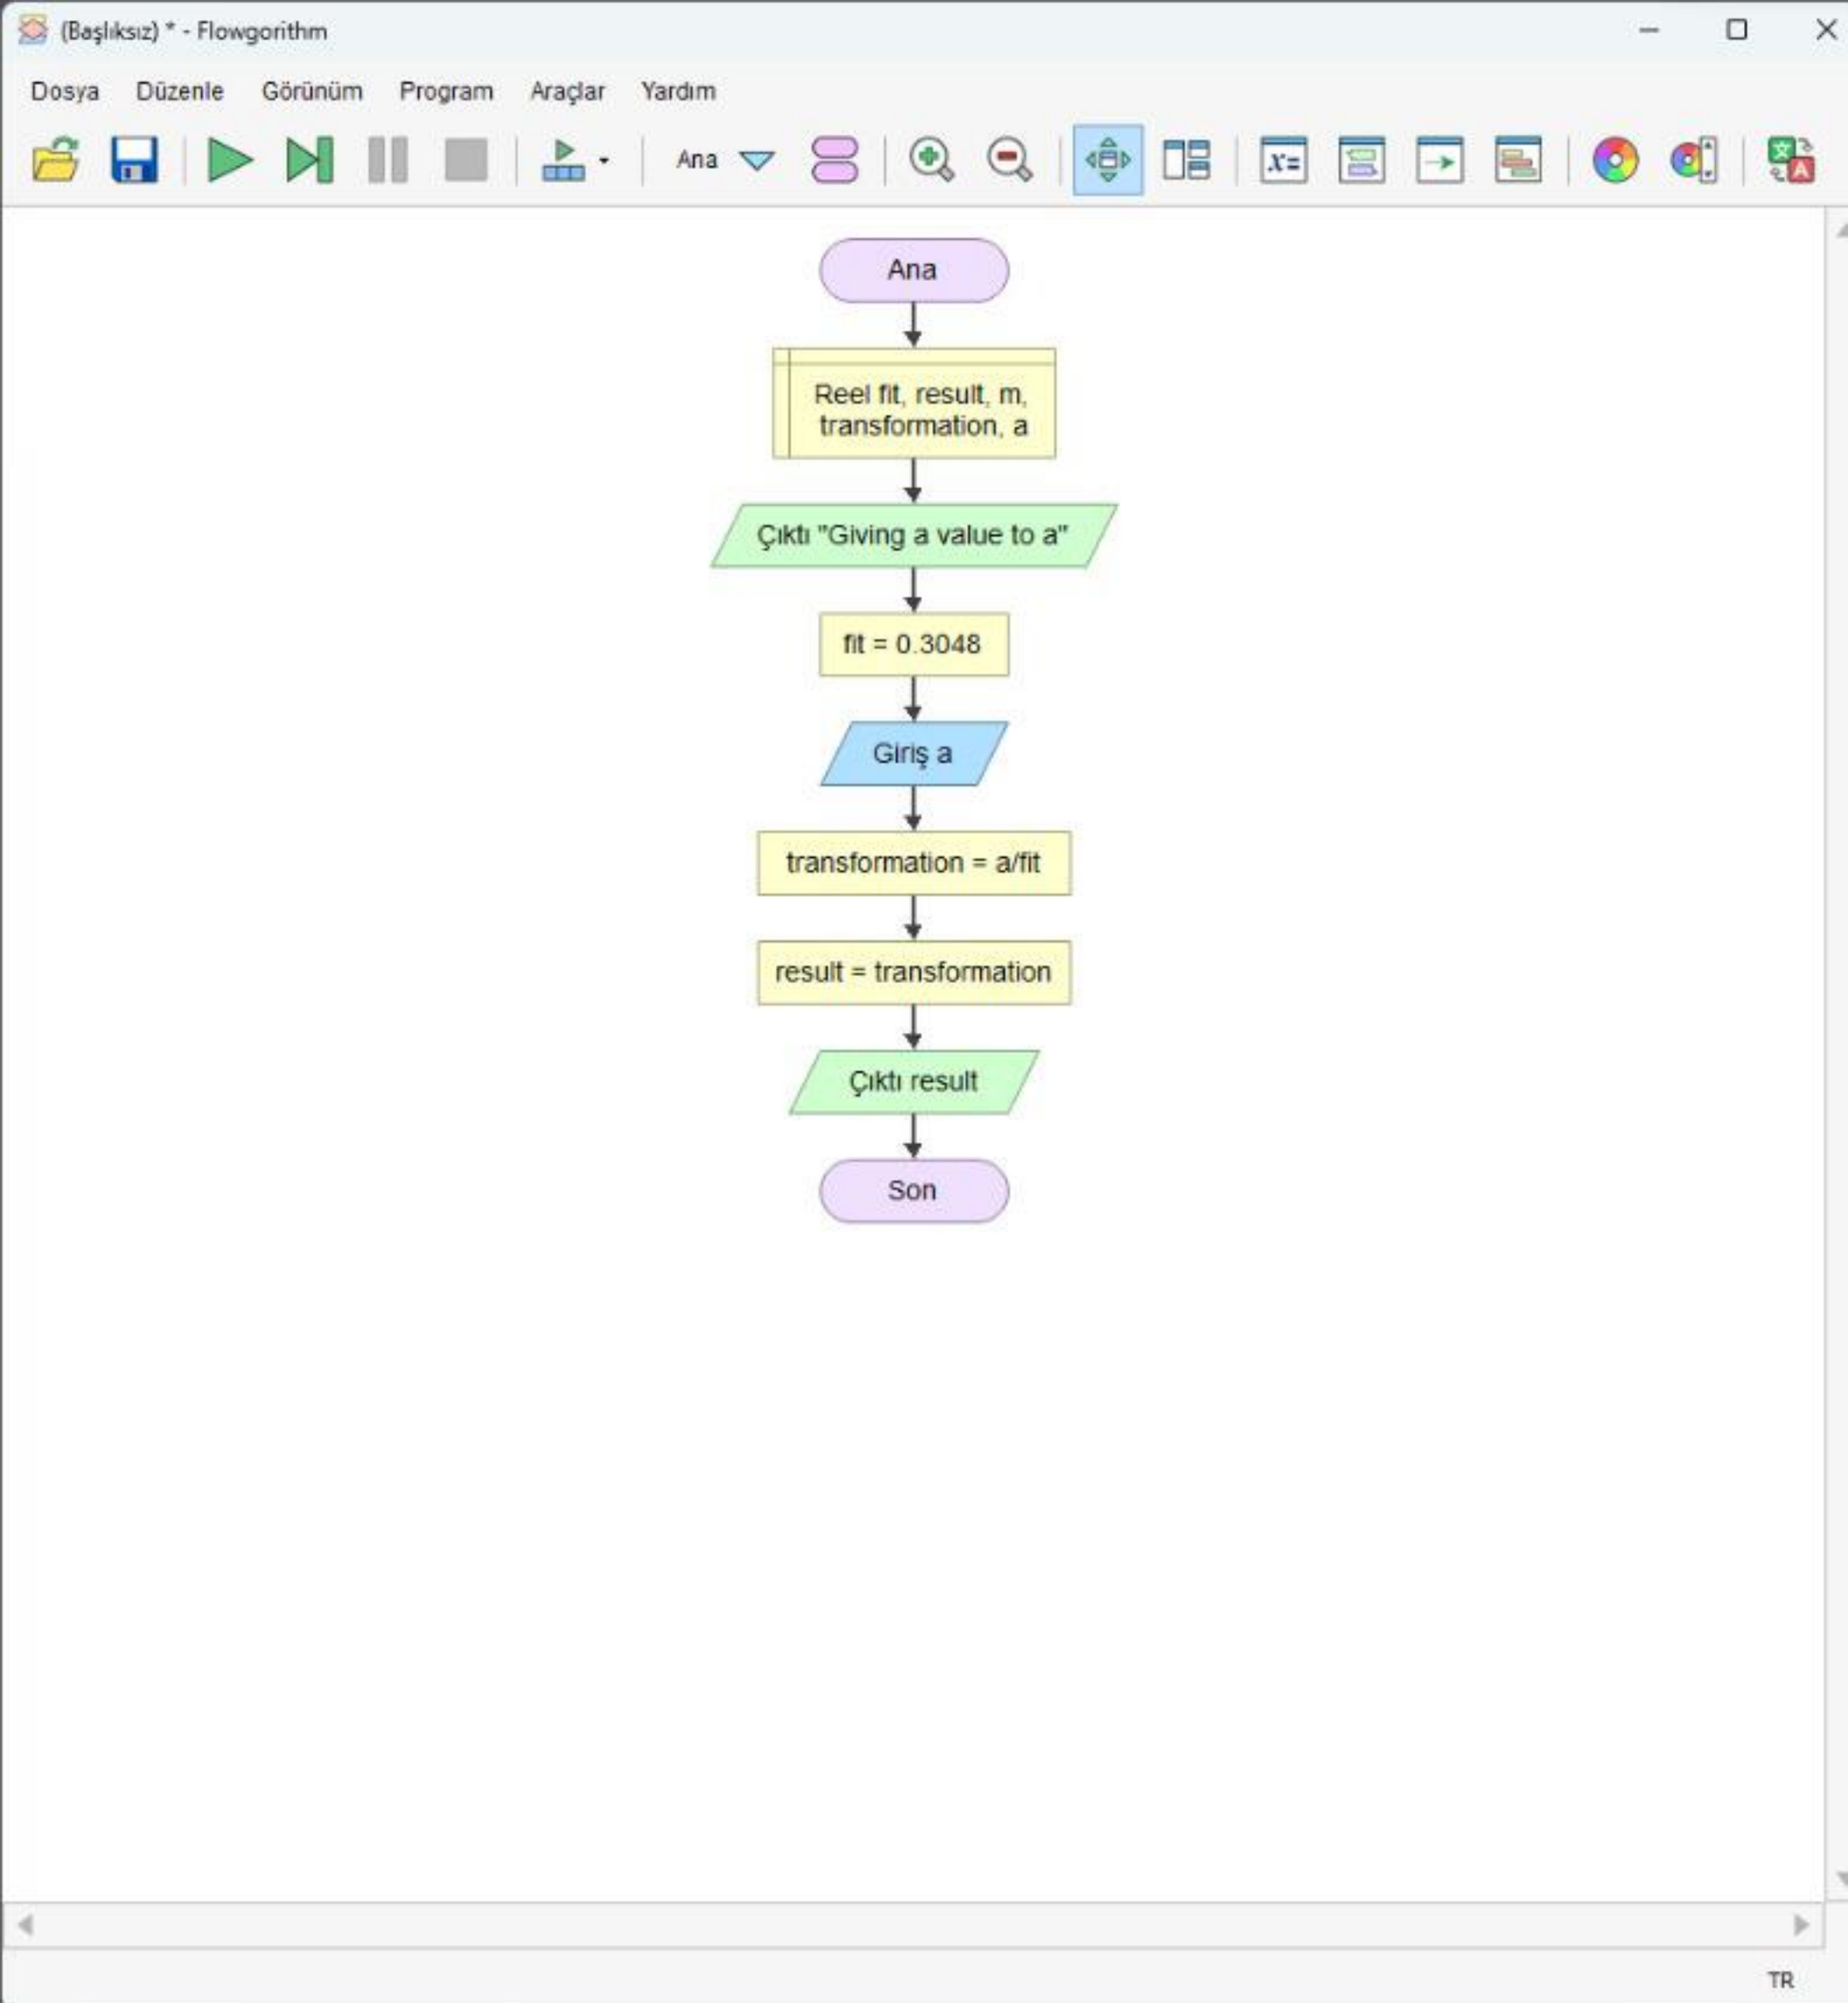 (Başlıksız) * - Flowgorithm
Dosya Düzenle Görünüm Program Araçlar Yardım
Ana
x=
文
A
Ana
Reel fit, result, m,
transformation, a
Çıktı "Giving a value to a"
fit = 0.3048
Giriş a
transformation = a/fit
result = transformation
Çıktı result
Son
TR